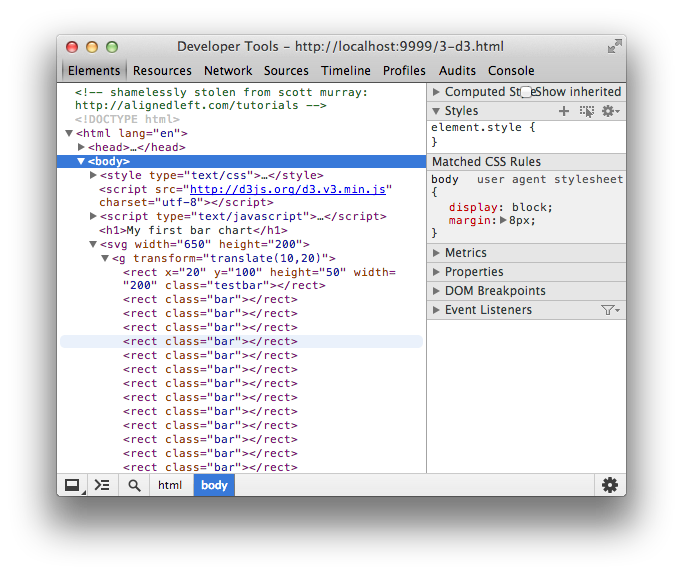 Developer Tools - http://localhost:9999/3-d3.html
Elements Resources Network Sources Timeline Profiles Audits Console
<!-- shamelessly stolen from scott murray:
http://alignedleft.com/tutorials -->
<!DOCTYPE html>
<html lang="en">
<head>…</head>
<body>
<style type="text/css">…</style>
<script src="http://d3js.org/d3.v3.min.js"
charset="utf-8"></script>
<script type="text/javascript">…</script>
<h1>My first bar chart</h1>
<svg width="650" height="200">
<g transform="translate(10,20)">
<rect x="20" y="100" height="50" width=
"200" class="testbar"></rect>
<rect class="bar"></rect>
<rect class="bar"></rect>
<rect class="bar"></rect>
<rect class="bar"></rect>
<rect class="bar"></rect>
<rect class="bar"></rect>
<rect class="bar"></rect>
<rect class="bar"></rect>
<rect class="bar"></rect>
<rect class="bar"></rect>
<rect class="bar"></rect>
<rect class="bar"></rect>
<rect class="bar"></rect>
Computed Style Show inherited
Styles
element.style {
}
Matched CSS Rules
body user agent stylesheet
{
display: block;
margin: 8px;
}
Metrics
Properties
DOM Breakpoints
Event Listeners
html body